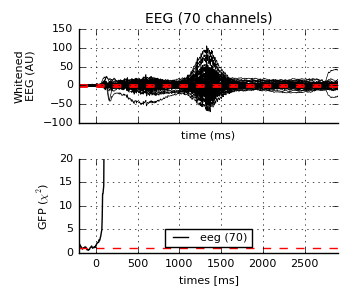 EEG (70 channels)
150
100
50
0
−50
−100
Whitened
EEG (AU)
time (ms)
20
15
10
5
0
GFP (χ²)
eeg (70)
0 500 1000 1500 2000 2500
times [ms]